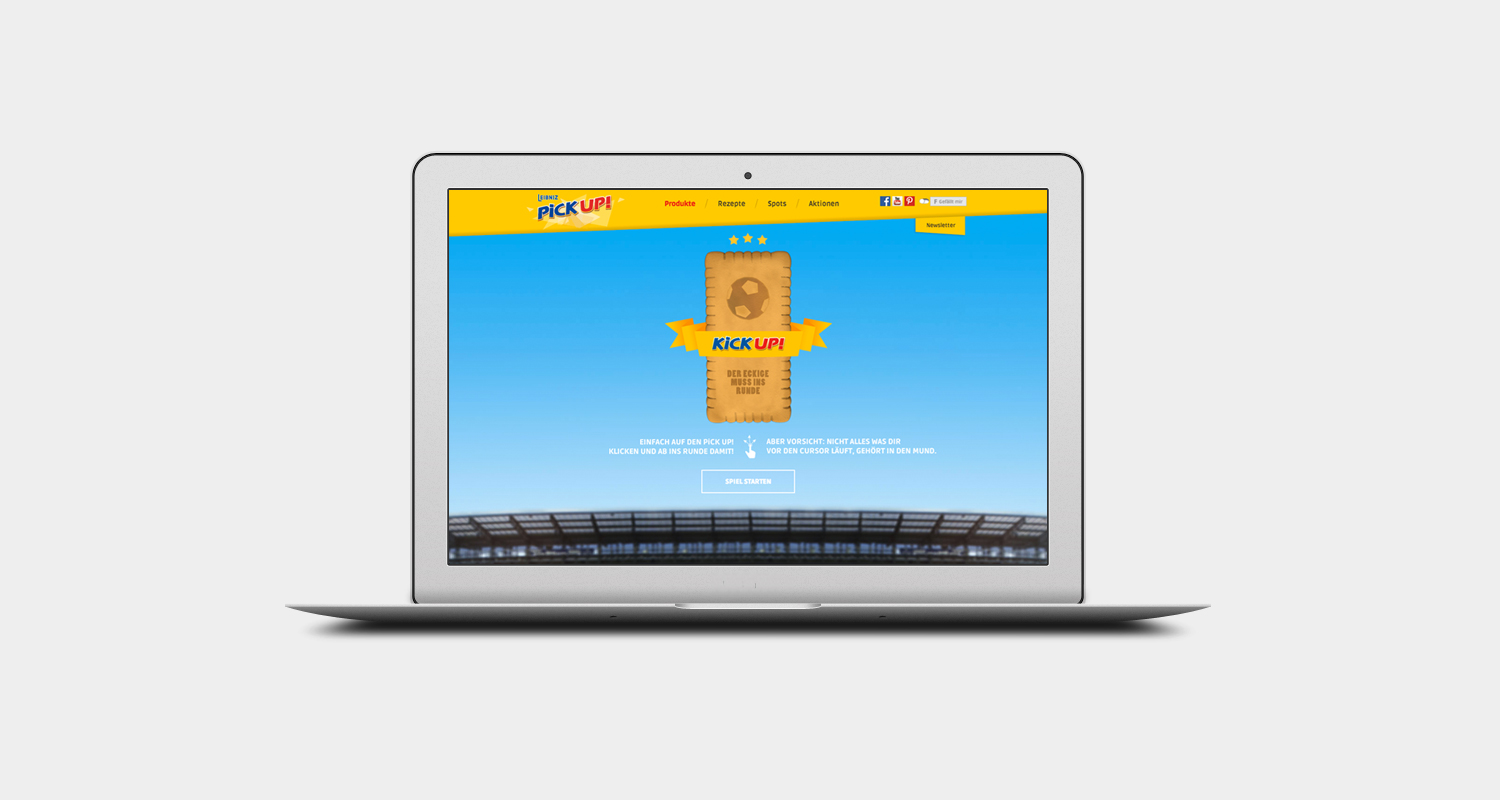 LEIBNIZ
PiCK UP!
Produkte / Rezepte / Spots / Aktionen
Newsletter
KiCK UP!
DER ECKIGE
MUSS INS
RUNDE
EINFACH AUF DEN PICK UP!
KLICKEN UND AB INS RUNDE DAMIT!
ABER VORSICHT: NICHT ALLES WAS DIR
VOR DEN CURSOR LÄUFT, GEHÖRT IN DEN MUND.
SPIEL STARTEN